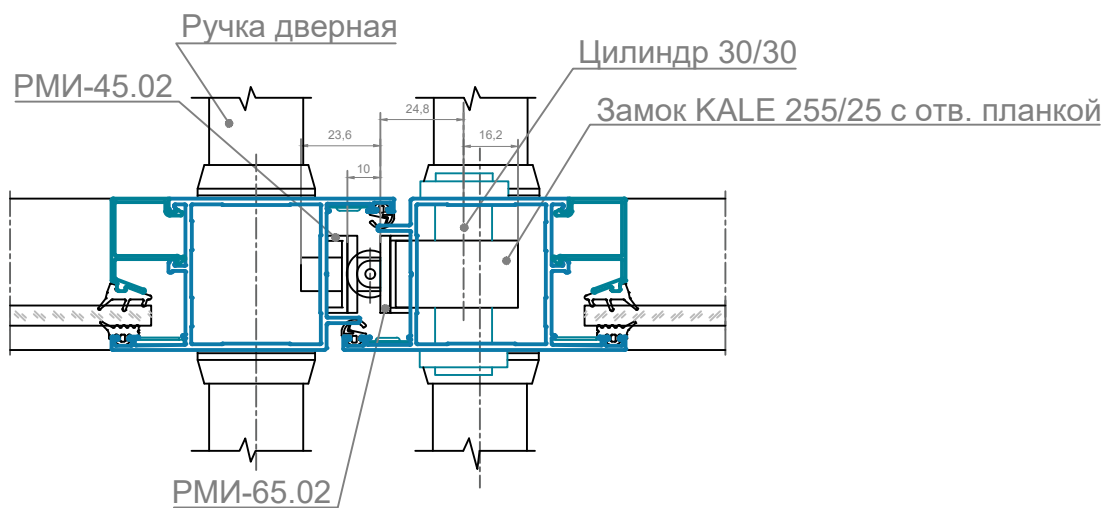 Ручка дверная
Цилиндр 30/30
РМИ-45.02
Замок KALE 255/25 с отв. планкой
24,8
23,6
16,2
10
РМИ-65.02